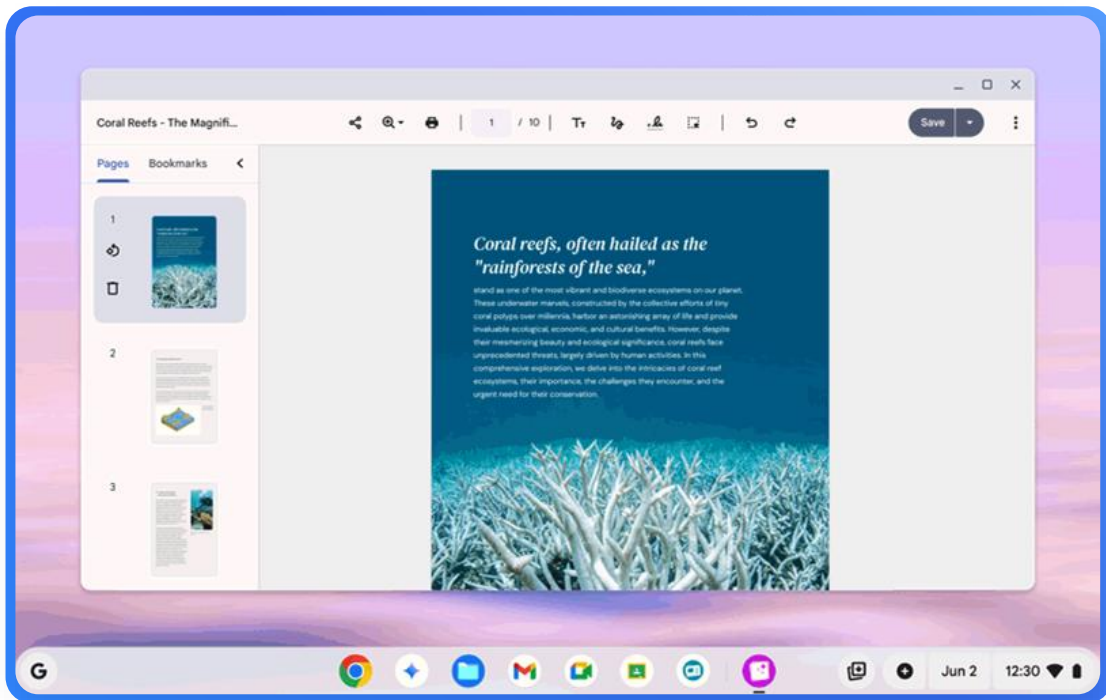 Coral Reefs - The Magnifi...
1 / 10
Tт
Save
Pages
Bookmarks
1
2
3
Coral reefs, often hailed as the
"rainforests of the sea,"
stand as one of the most vibrant and biodiverse ecosystems on our planet.
These underwater marvels, constructed by the collective efforts of tiny
coral polyps over millennia, harbor an astonishing array of life and provide
invaluable ecological, economic, and cultural benefits. However, despite
their mesmerizing beauty and ecological significance, coral reefs face
unprecedented threats, largely driven by human activities. In this
comprehensive exploration, we delve into the intricacies of coral reef
ecosystems, their importance, the challenges they encounter, and the
urgent need for their conservation.
G
Jun 2
12:30